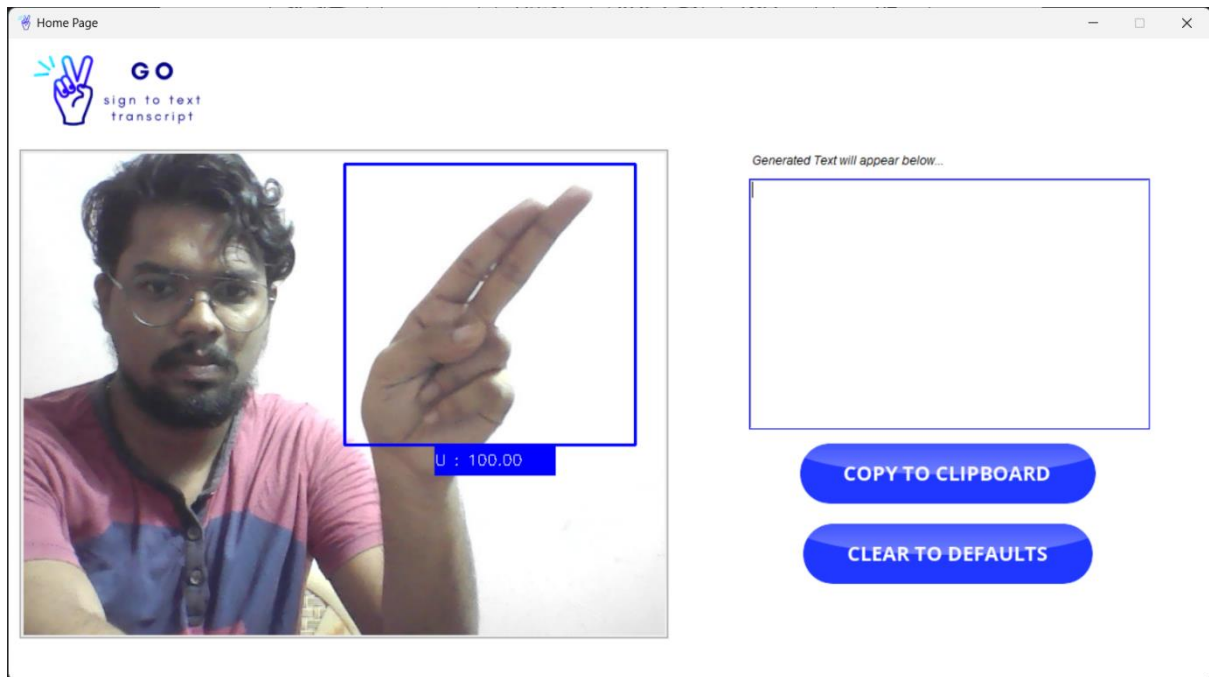 Home Page
GO
sign to text
transcript
Generated Text will appear below...
U : 100.00
COPY TO CLIPBOARD
CLEAR TO DEFAULTS